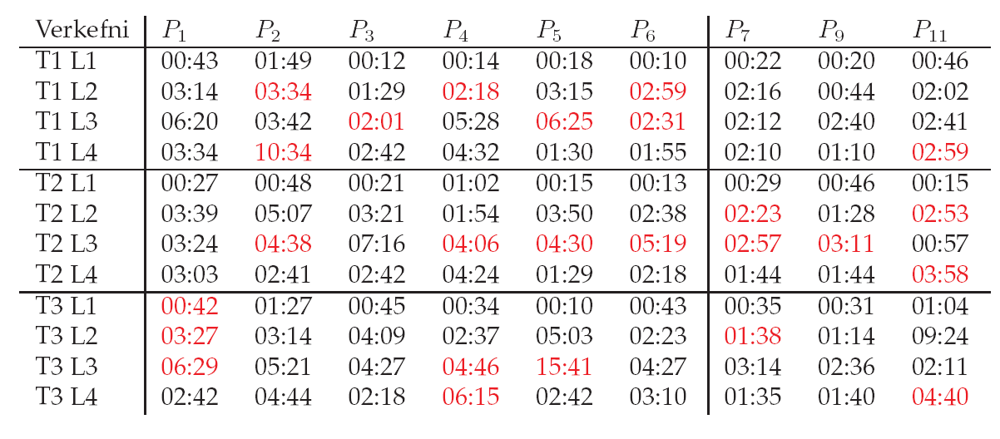 Verkefni P1 P2 P3 P4 P5 P6 P7 P9 P11
T1 L1 00:43 01:49 00:12 00:14 00:18 00:10 00:22 00:20 00:46
T1 L2 03:14 03:34 01:29 02:18 03:15 02:59 02:16 00:44 02:02
T1 L3 06:20 03:42 02:01 05:28 06:25 02:31 02:12 02:40 02:41
T1 L4 03:34 10:34 02:42 04:32 01:30 01:55 02:10 01:10 02:59
T2 L1 00:27 00:48 00:21 01:02 00:15 00:13 00:29 00:46 00:15
T2 L2 03:39 05:07 03:21 01:54 03:50 02:38 02:23 01:28 02:53
T2 L3 03:24 04:38 07:16 04:06 04:30 05:19 02:57 03:11 00:57
T2 L4 03:03 02:41 02:42 04:24 01:29 02:18 01:44 01:44 03:58
T3 L1 00:42 01:27 00:45 00:34 00:10 00:43 00:35 00:31 01:04
T3 L2 03:27 03:14 04:09 02:37 05:03 02:23 01:38 01:14 09:24
T3 L3 06:29 05:21 04:27 04:46 15:41 04:27 03:14 02:36 02:11
T3 L4 02:42 04:44 02:18 06:15 02:42 03:10 01:35 01:40 04:40